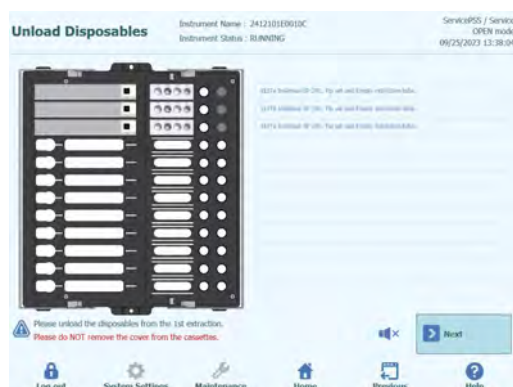 Unload Disposables
Instrument Name : 2412101E0010C
Instrument Status : RUNNING
ServicePSS / Service
OPEN mode
09/25/2023 13:38:04
Please unload the disposables from the 1st extraction.
Please do NOT remove the cover from the cassettes.
Next
Log out
System Settings
Maintenance
Home
Previous
Help